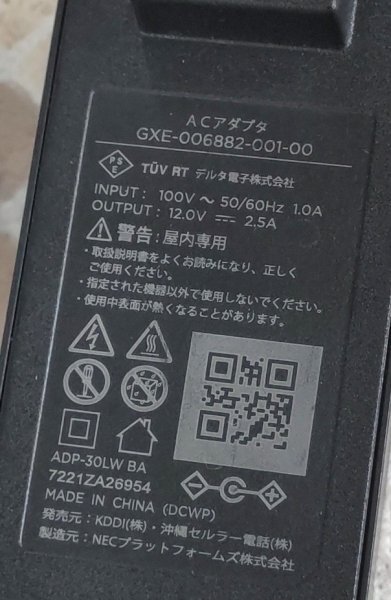 ACアダプタ
GXE-006882-001-00
PS
E
TÜV RT デルタ電子株式会社
INPUT: 100V ～ 50/60Hz 1.0A
OUTPUT: 12.0V ⎓ 2.5A
警告:屋内専用
・取扱説明書をよくお読みになり、正しく
ご使用ください。
・指定された機器以外で使用しないでください。
・使用中表面が熱くなることがあります。
ADP-30LW BA
7221ZA26954
MADE IN CHINA (DCWP)
発売元：KDDI(株)・沖縄セルラー電話(株)
製造元：NECプラットフォームズ株式会社